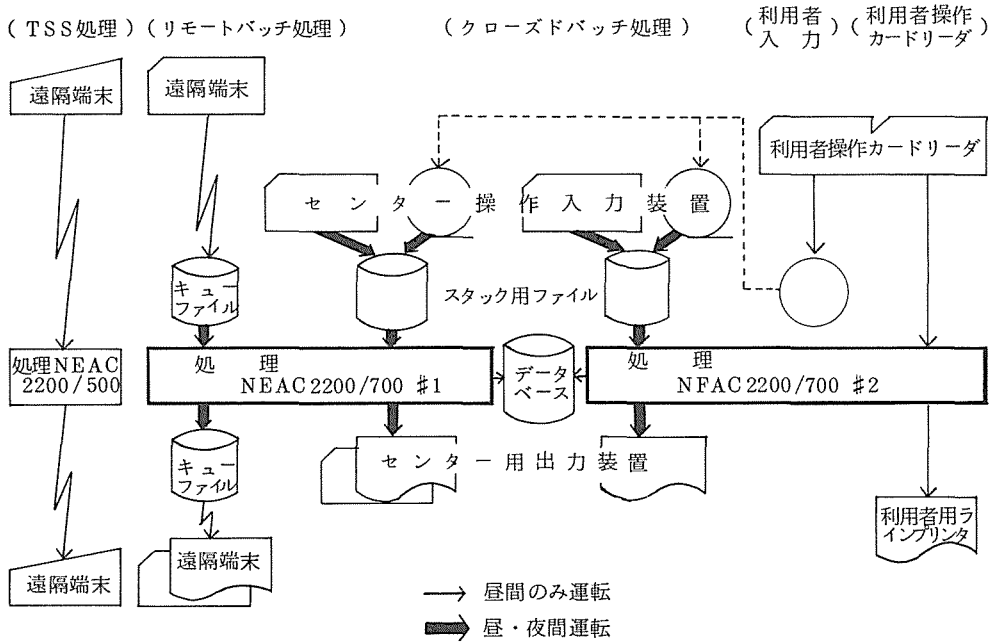 (TSS処理)
(リモートバッチ処理)
(クローズドバッチ処理)
(利用者入力)
(利用者操作カードリーダ)
遠隔端末
遠隔端末
利用者操作カードリーダ
センター操作入力装置
キュー
ファイル
スタック用ファイル
処理NEAC
2200/500
処理
NEAC2200/700 #1
データ
ベース
処理
NFAC2200/700 #2
キュー
ファイル
センター用出力装置
利用者用ラ
インプリンタ
遠隔端末
遠隔端末
昼間のみ運転
昼・夜間運転